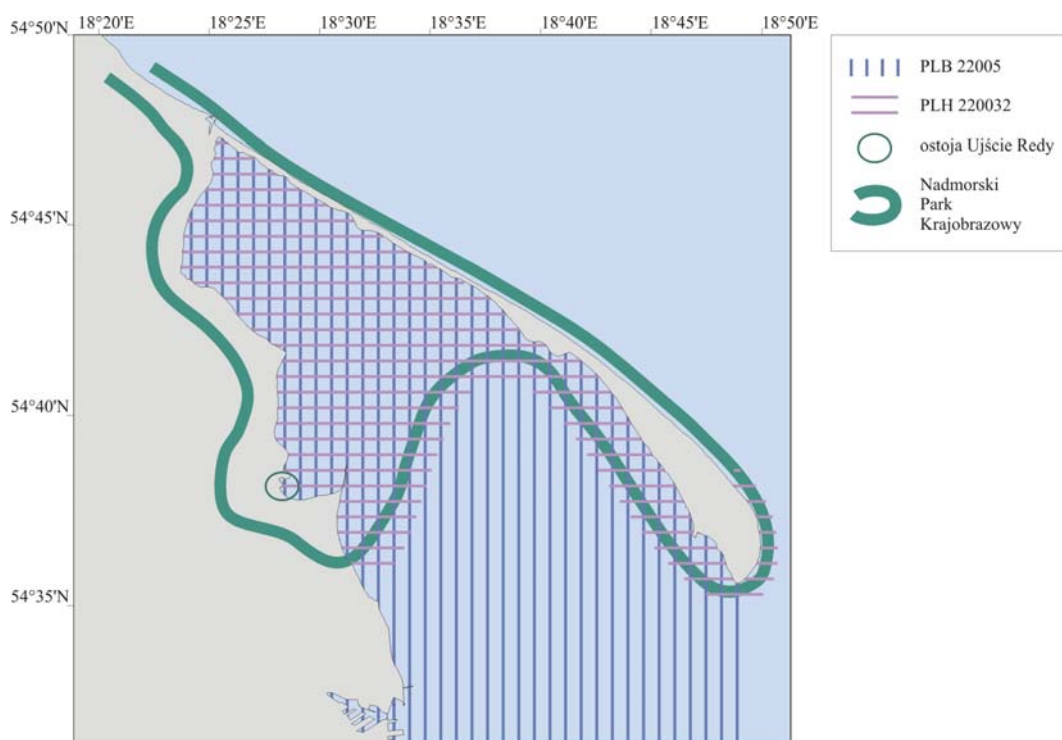 18°20'E 18°25'E 18°30'E 18°35'E 18°40'E 18°45'E 18°50'E
54°50'N
54°45'N
54°40'N
54°35'N
PLB 22005
PLH 220032
ostoja Ujście Redy
Nadmorski
Park
Krajobrazowy